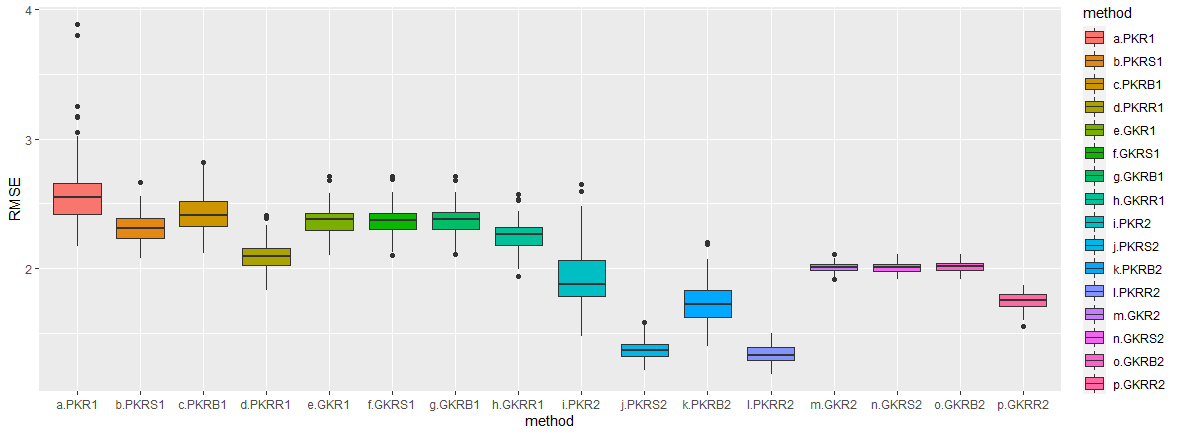 4
3
2
RMSE
a.PKR1 b.PKRS1 c.PKRB1 d.PKRR1 e.GKR1 f.GKRS1 g.GKRB1 h.GKRR1 i.PKR2 j.PKRS2 k.PKRB2 l.PKRR2 m.GKR2 n.GKRS2 o.GKRB2 p.GKRR2
method
method
a.PKR1
b.PKRS1
c.PKRB1
d.PKRR1
e.GKR1
f.GKRS1
g.GKRB1
h.GKRR1
i.PKR2
j.PKRS2
k.PKRB2
l.PKRR2
m.GKR2
n.GKRS2
o.GKRB2
p.GKRR2